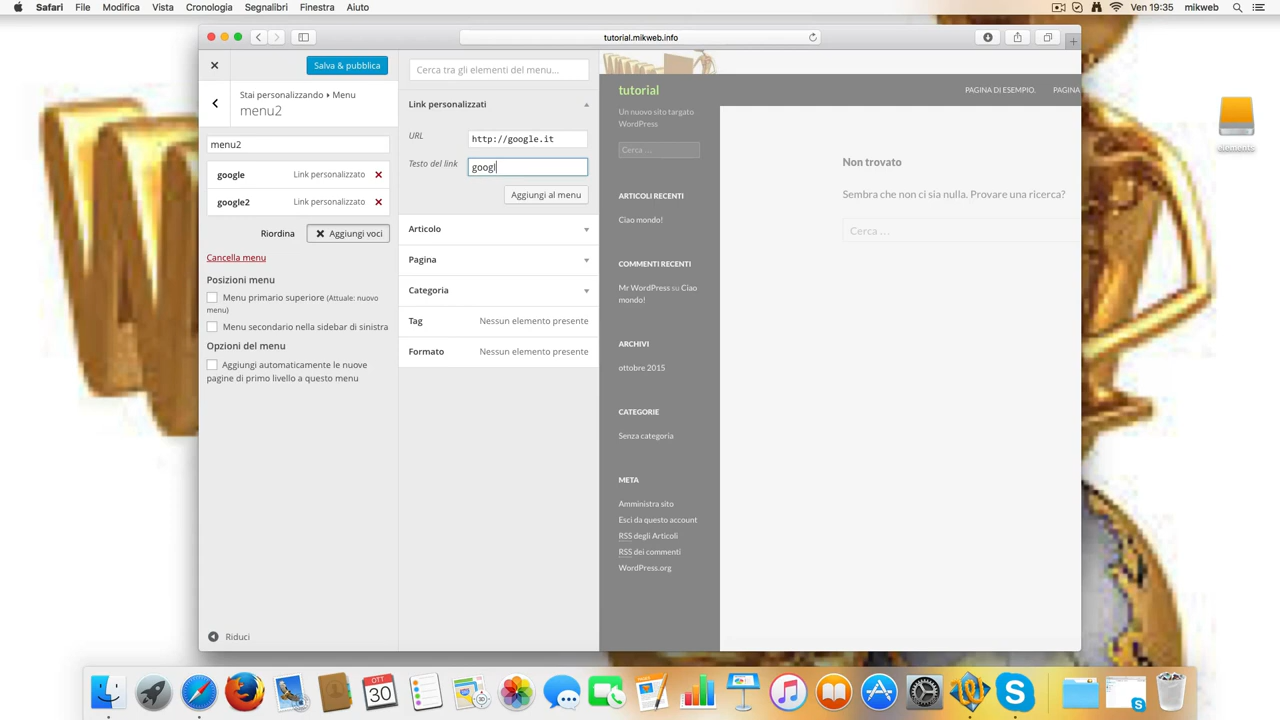 Safari File Modifica Vista Cronologia Segnalibri Finestra Aiuto Ven 19:35 mikweb
tutorial.mikweb.info
Salva & pubblica
Stai personalizzando ▸ Menu
menu2
menu2
google Link personalizzato
google2 Link personalizzato
Riordina Aggiungi voci
Cancella menu
Posizioni menu
Menu primario superiore (Attuale: nuovo
menu)
Menu secondario nella sidebar di sinistra
Opzioni del menu
Aggiungi automaticamente le nuove
pagine di primo livello a questo menu
Riduci
Cerca tra gli elementi del menu...
Link personalizzati
URL http://google.it
Testo del link googl
Aggiungi al menu
Articolo
Pagina
Categoria
Tag Nessun elemento presente
Formato Nessun elemento presente
tutorial PAGINA DI ESEMPIO. PAGINA
Un nuovo sito targato
WordPress
Cerca ...
ARTICOLI RECENTI
Ciao mondo!
COMMENTI RECENTI
Mr WordPress su Ciao
mondo!
ARCHIVI
ottobre 2015
CATEGORIE
Senza categoria
META
Amministra sito
Esci da questo account
RSS degli Articoli
RSS dei commenti
WordPress.org
Non trovato
Sembra che non ci sia nulla. Provare una ricerca?
Cerca ...
elements
OTT
30